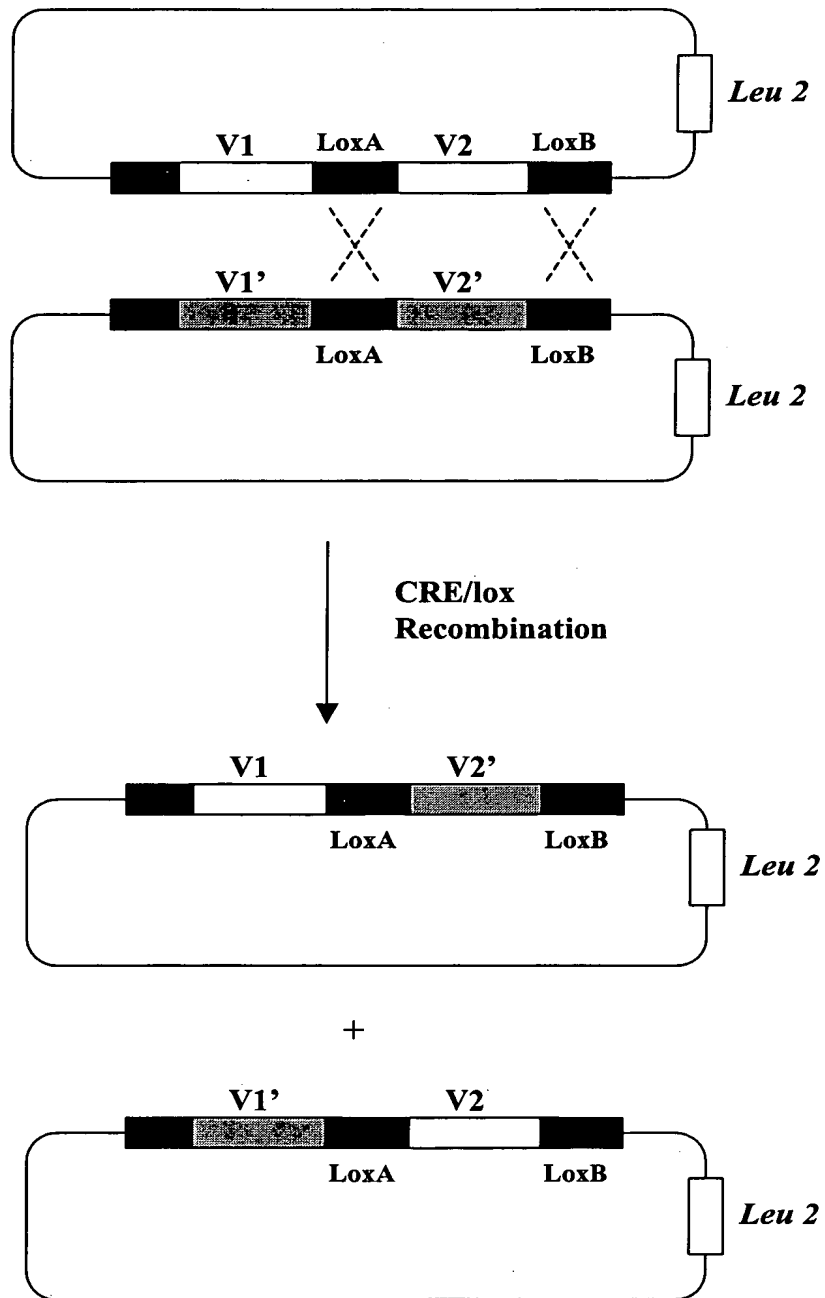 Leu 2
V1 LoxA V2 LoxB
V1’ V2’
LoxA LoxB
Leu 2
CRE/lox
Recombination
V1 V2’
LoxA LoxB
Leu 2
+
V1’ V2
LoxA LoxB
Leu 2